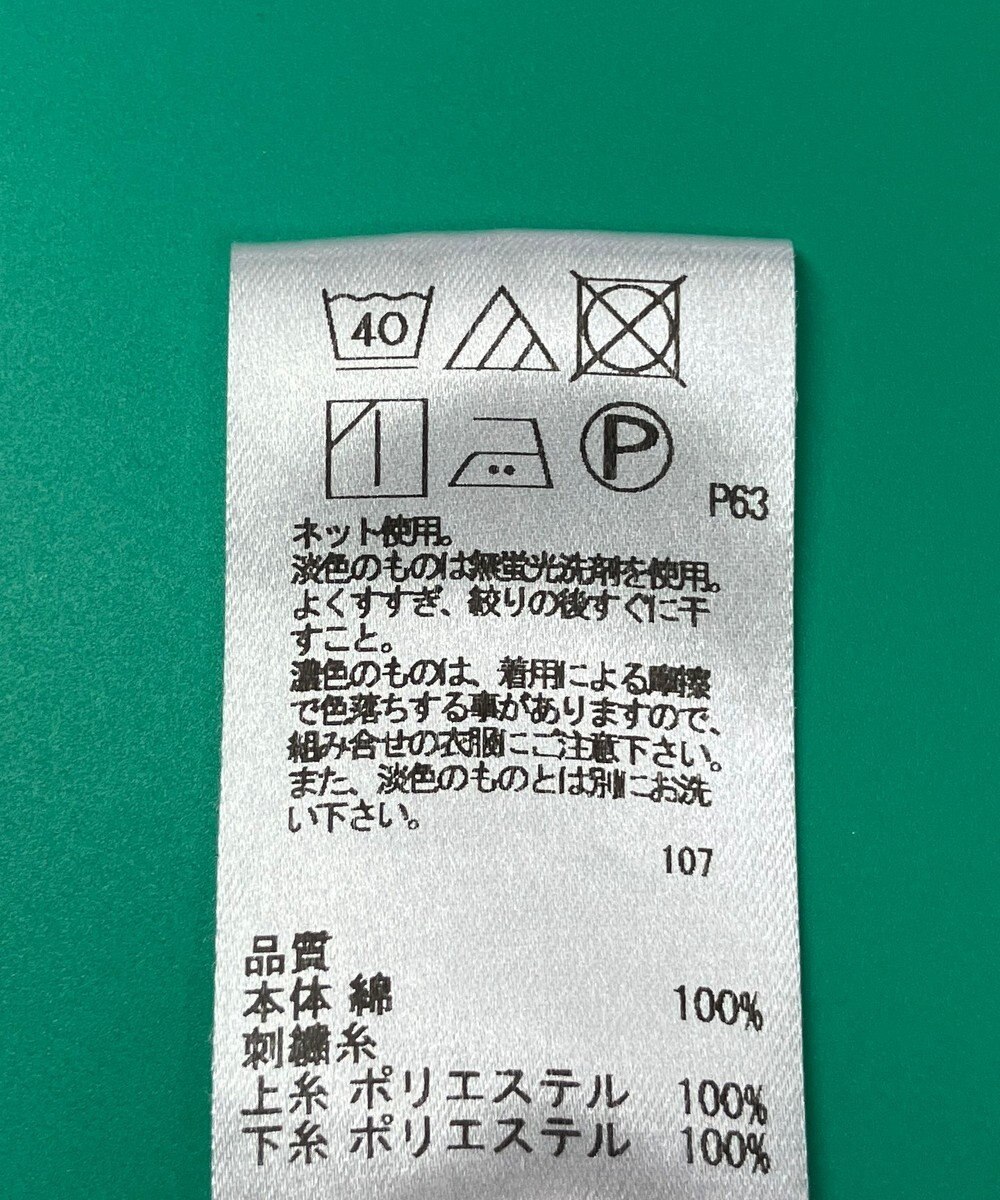 40
P
P63
ネット使用。
淡色のものは無蛍光洗剤を使用。
よくすすぎ、絞りの後すぐに干
すこと。
濃色のものは、着用による摩擦
で色落ちする事がありますので、
組み合せの衣服にご注意下さい。
また、淡色のものとは別にお洗
い下さい。
107
品質
本体 綿 100%
刺繍糸
上糸 ポリエステル 100%
下糸 ポリエステル 100%